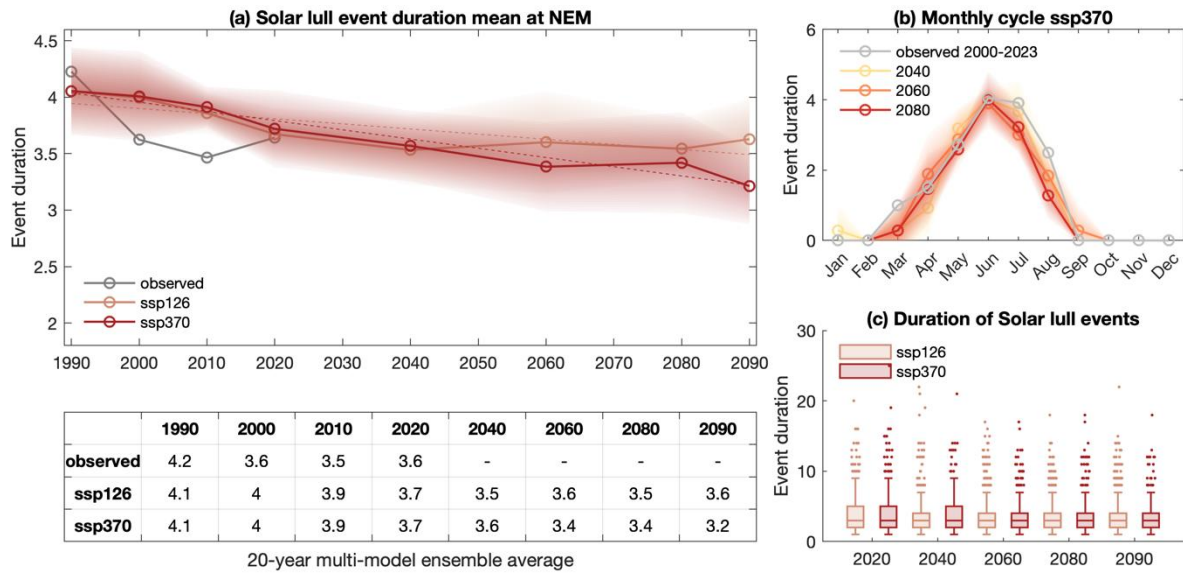 (a) Solar lull event duration mean at NEM
Event duration
4.5
4
3.5
3
2.5
2
observed
ssp126
ssp370
1990 2000 2010 2020 2030 2040 2050 2060 2070 2080 2090
1990 2000 2010 2020 2040 2060 2080 2090
observed 4.2 3.6 3.5 3.6 - - - -
ssp126 4.1 4 3.9 3.7 3.5 3.6 3.5 3.6
ssp370 4.1 4 3.9 3.7 3.6 3.4 3.4 3.2
20-year multi-model ensemble average
(b) Monthly cycle ssp370
Event duration
6
4
2
0
observed 2000-2023
2040
2060
2080
Jan Feb Mar Apr May Jun Jul Aug Sep Oct Nov Dec
(c) Duration of Solar lull events
Event duration
30
20
10
0
ssp126
ssp370
2020 2040 2060 2080 2090